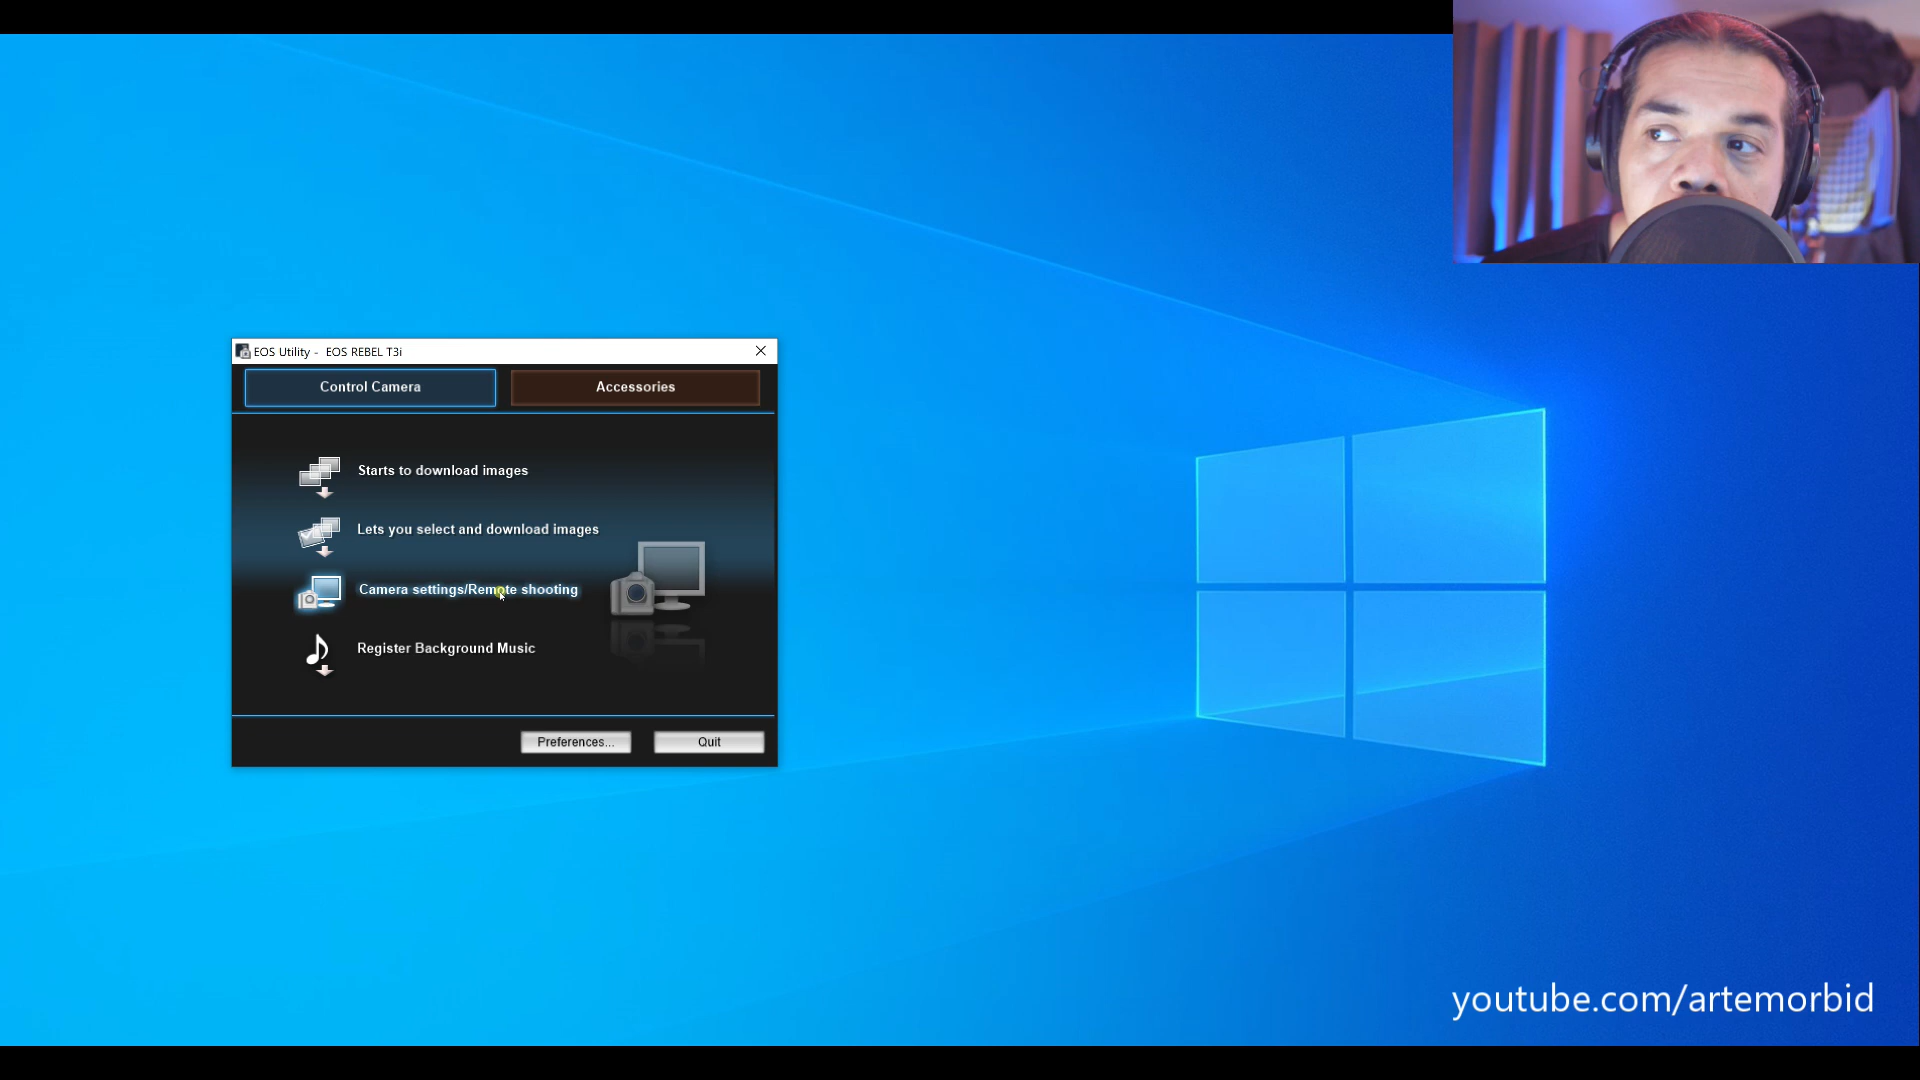 EOS Utility - EOS REBEL T3i
Control Camera
Accessories
Starts to download images
Lets you select and download images
Camera settings/Remote shooting
Register Background Music
Preferences...
Quit
youtube.com/artemorbid